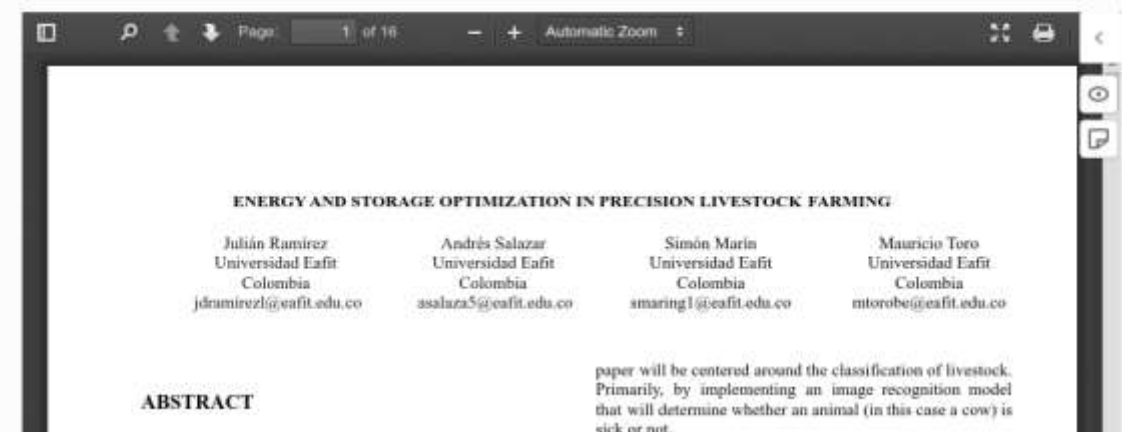 Page: 1 of 16 Automatic Zoom
ENERGY AND STORAGE OPTIMIZATION IN PRECISION LIVESTOCK FARMING
Julián Ramírez Andrés Salazar Simón Marín Mauricio Toro
Universidad Eafit Universidad Eafit Universidad Eafit Universidad Eafit
Colombia Colombia Colombia Colombia
jdramirezl@eafit.edu.co asalaza5@eafit.edu.co smaring1@eafit.edu.co mtorobe@eafit.edu.co
ABSTRACT
paper will be centered around the classification of livestock.
Primarily, by implementing an image recognition model
that will determine whether an animal (in this case a cow) is
sick or not.